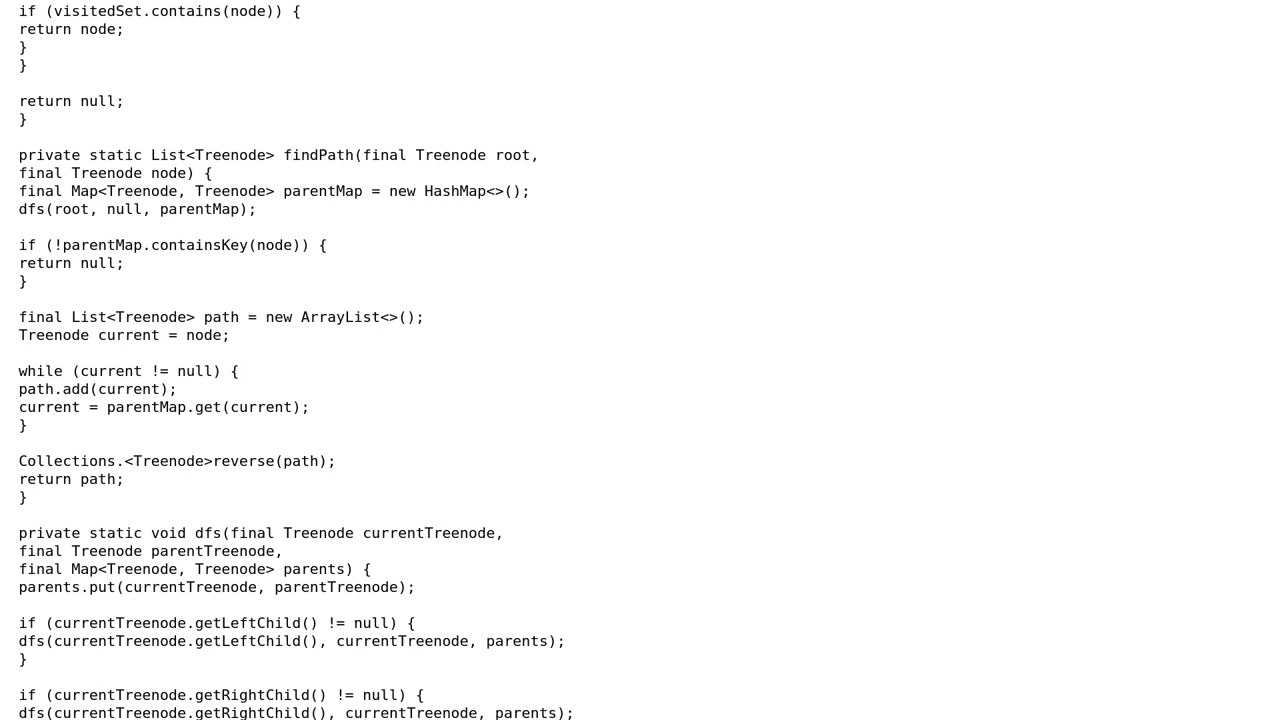 if (visitedSet.contains(node)) {
return node;
}
}

return null;
}

private static List<Treenode> findPath(final Treenode root,
final Treenode node) {
final Map<Treenode, Treenode> parentMap = new HashMap<>();
dfs(root, null, parentMap);

if (!parentMap.containsKey(node)) {
return null;
}

final List<Treenode> path = new ArrayList<>();
Treenode current = node;

while (current != null) {
path.add(current);
current = parentMap.get(current);
}

Collections.<Treenode>reverse(path);
return path;
}

private static void dfs(final Treenode currentTreenode,
final Treenode parentTreenode,
final Map<Treenode, Treenode> parents) {
parents.put(currentTreenode, parentTreenode);

if (currentTreenode.getLeftChild() != null) {
dfs(currentTreenode.getLeftChild(), currentTreenode, parents);
}

if (currentTreenode.getRightChild() != null) {
dfs(currentTreenode.getRightChild(), currentTreenode, parents);